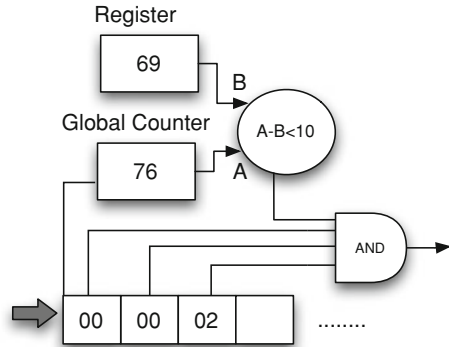 Register
69
B
Global Counter
A-B<10
76
A
AND
00 00 02 ........